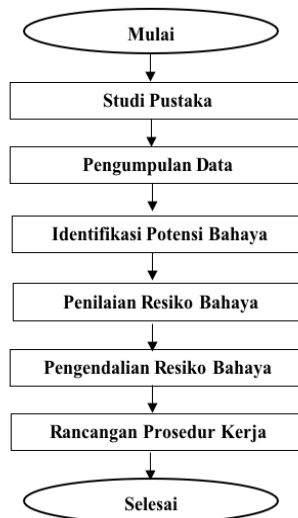 Mulai
Studi Pustaka
Pengumpulan Data
Identifikasi Potensi Bahaya
Penilaian Resiko Bahaya
Pengendalian Resiko Bahaya
Rancangan Prosedur Kerja
Selesai